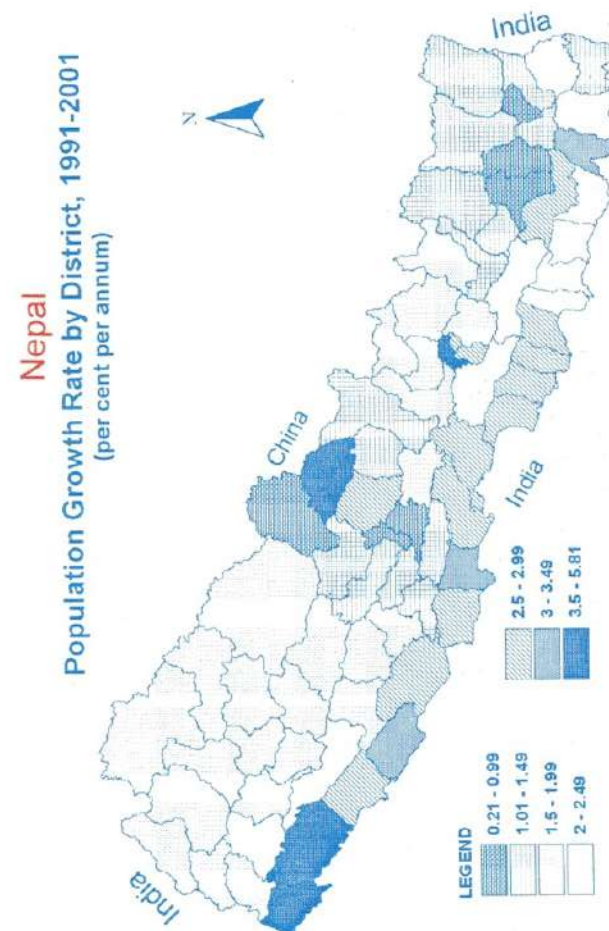 Nepal
Population Growth Rate by District, 1991-2001
(per cent per annum)
N
India
China
India
India
LEGEND
0.21 - 0.99
1.01 - 1.49
1.5 - 1.99
2 - 2.49
2.5 - 2.99
3 - 3.49
3.5 - 5.81